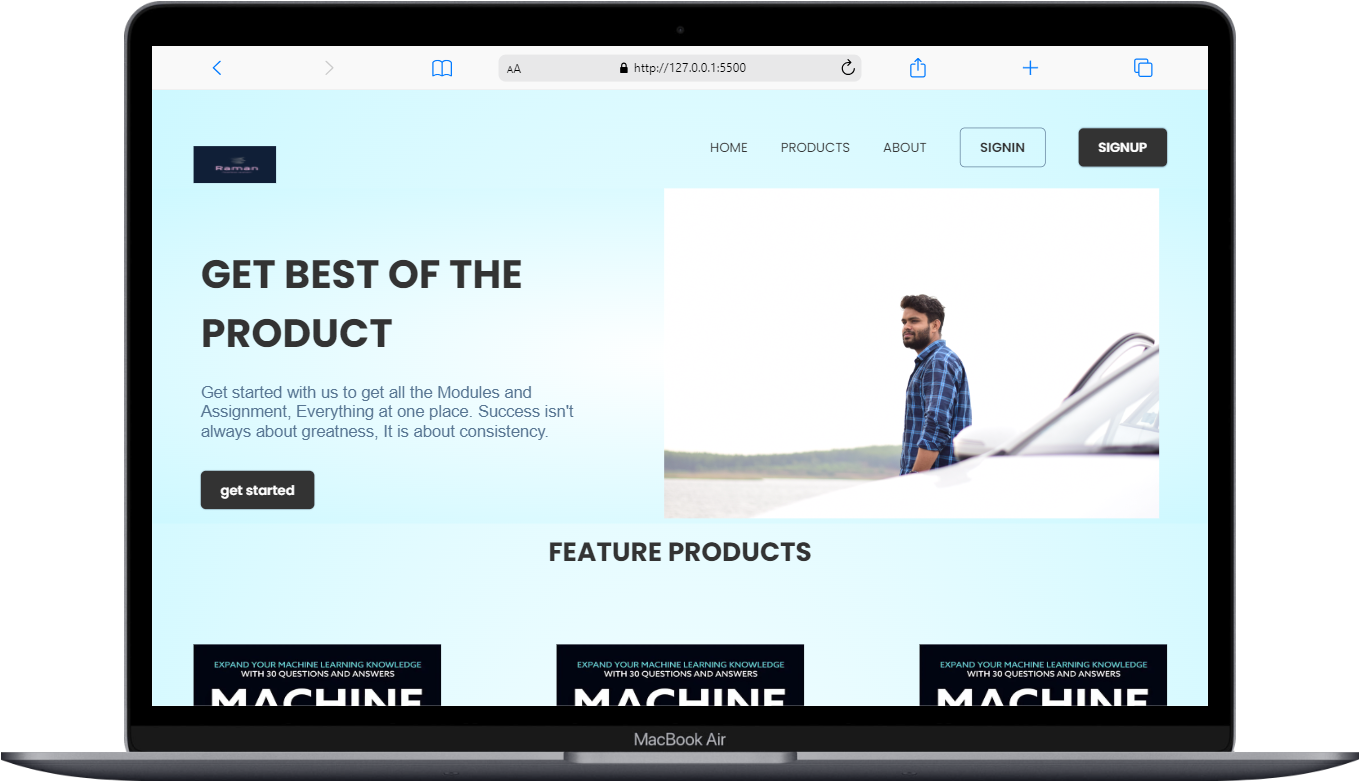 AA
http://127.0.0.1:5500
Raman
HOME
PRODUCTS
ABOUT
SIGNIN
SIGNUP
GET BEST OF THE
PRODUCT
Get started with us to get all the Modules and
Assignment, Everything at one place. Success isn't
always about greatness, It is about consistency.
get started
FEATURE PRODUCTS
EXPAND YOUR MACHINE LEARNING KNOWLEDGE
WITH 30 QUESTIONS AND ANSWERS
MACHINE
EXPAND YOUR MACHINE LEARNING KNOWLEDGE
WITH 30 QUESTIONS AND ANSWERS
MACHINE
EXPAND YOUR MACHINE LEARNING KNOWLEDGE
WITH 30 QUESTIONS AND ANSWERS
MACHINE
MacBook Air